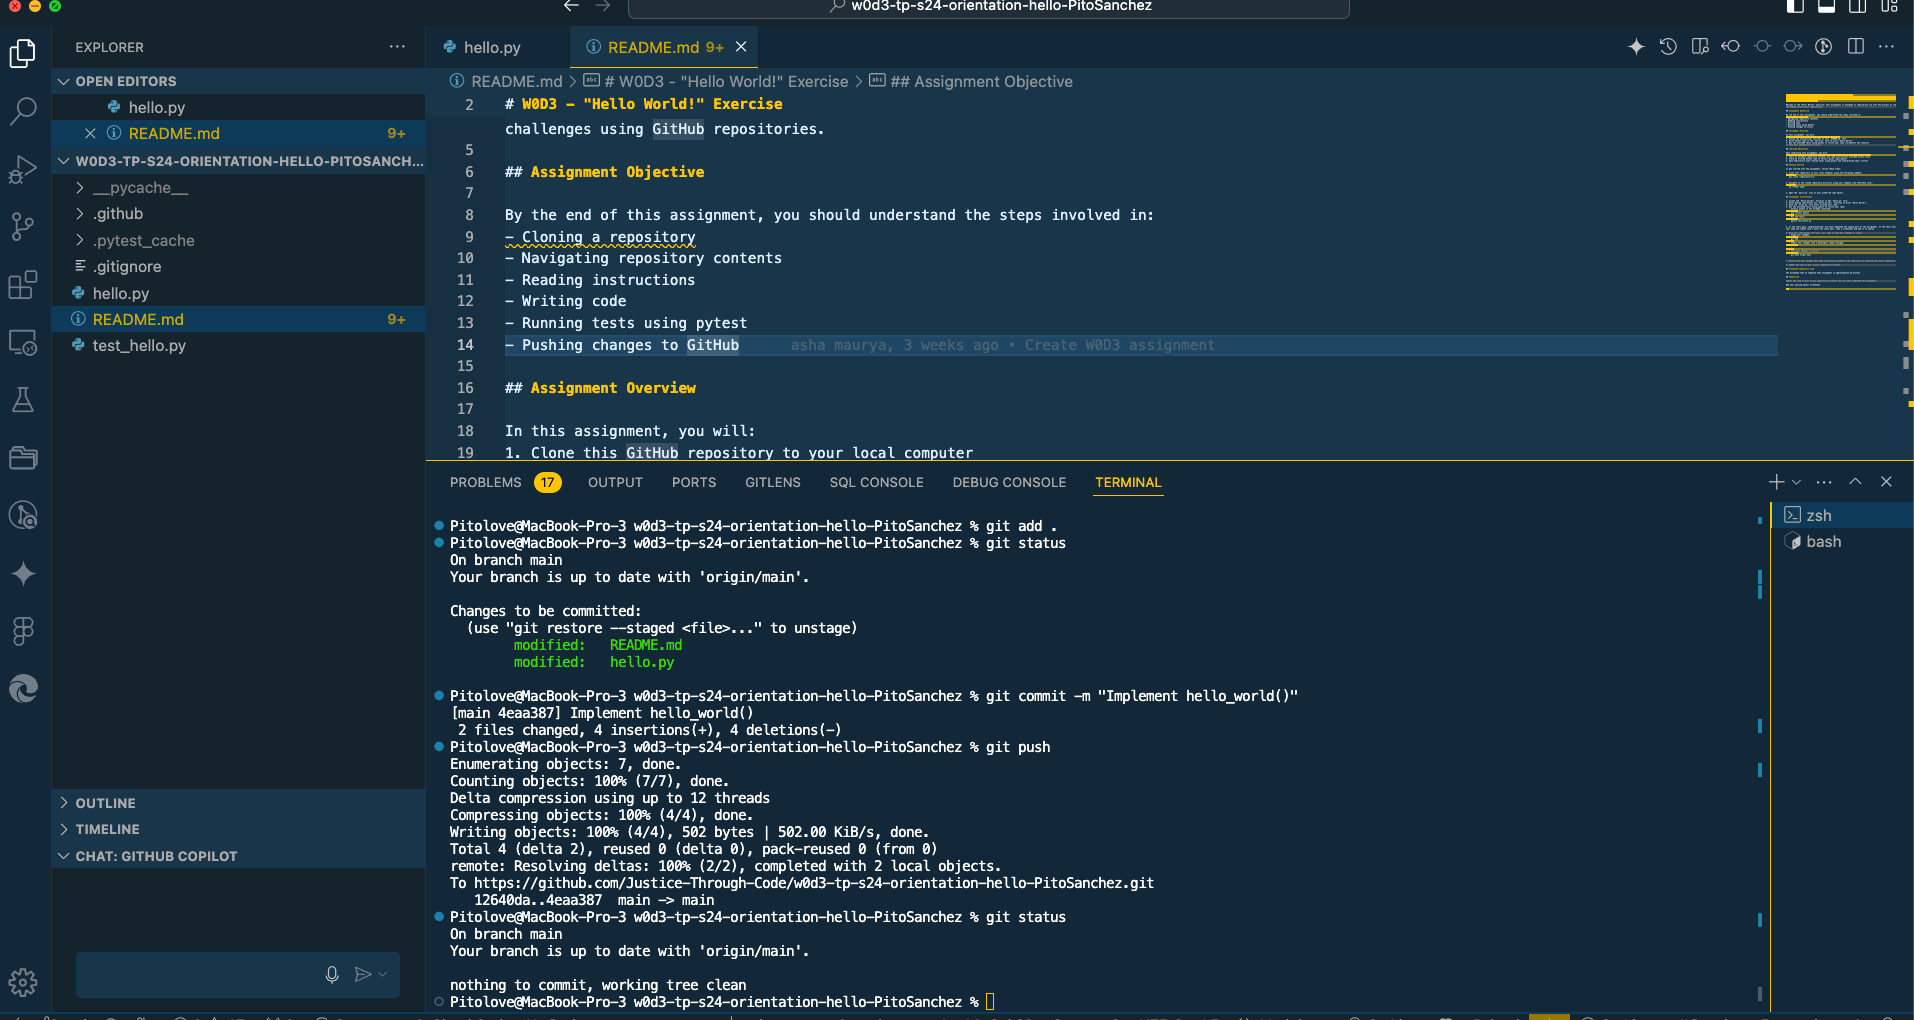 w0d3-tp-s24-orientation-hello-PitoSanchez
EXPLORER
OPEN EDITORS
hello.py
README.md 9+
W0D3-TP-S24-ORIENTATION-HELLO-PITOSANCH...
__pycache__
.github
.pytest_cache
.gitignore
hello.py
README.md 9+
test_hello.py
OUTLINE
TIMELINE
CHAT: GITHUB COPILOT
hello.py
README.md 9+
README.md > # W0D3 - "Hello World!" Exercise > ## Assignment Objective
2 # W0D3 - "Hello World!" Exercise
challenges using GitHub repositories.
5
6 ## Assignment Objective
7
8 By the end of this assignment, you should understand the steps involved in:
9 - Cloning a repository
10 - Navigating repository contents
11 - Reading instructions
12 - Writing code
13 - Running tests using pytest
14 - Pushing changes to GitHub asha maurya, 3 weeks ago • Create W0D3 assignment
15
16 ## Assignment Overview
17
18 In this assignment, you will:
19 1. Clone this GitHub repository to your local computer
PROBLEMS 17 OUTPUT PORTS GITLENS SQL CONSOLE DEBUG CONSOLE TERMINAL
zsh
bash
Pitolove@MacBook-Pro-3 w0d3-tp-s24-orientation-hello-PitoSanchez % git add .
Pitolove@MacBook-Pro-3 w0d3-tp-s24-orientation-hello-PitoSanchez % git status
On branch main
Your branch is up to date with 'origin/main'.
Changes to be committed:
(use "git restore --staged <file>..." to unstage)
modified: README.md
modified: hello.py
Pitolove@MacBook-Pro-3 w0d3-tp-s24-orientation-hello-PitoSanchez % git commit -m "Implement hello_world()"
[main 4eaa387] Implement hello_world()
2 files changed, 4 insertions(+), 4 deletions(-)
Pitolove@MacBook-Pro-3 w0d3-tp-s24-orientation-hello-PitoSanchez % git push
Enumerating objects: 7, done.
Counting objects: 100% (7/7), done.
Delta compression using up to 12 threads
Compressing objects: 100% (4/4), done.
Writing objects: 100% (4/4), 502 bytes | 502.00 KiB/s, done.
Total 4 (delta 2), reused 0 (delta 0), pack-reused 0 (from 0)
remote: Resolving deltas: 100% (2/2), completed with 2 local objects.
To https://github.com/Justice-Through-Code/w0d3-tp-s24-orientation-hello-PitoSanchez.git
12640da..4eaa387 main -> main
Pitolove@MacBook-Pro-3 w0d3-tp-s24-orientation-hello-PitoSanchez % git status
On branch main
Your branch is up to date with 'origin/main'.
nothing to commit, working tree clean
Pitolove@MacBook-Pro-3 w0d3-tp-s24-orientation-hello-PitoSanchez %